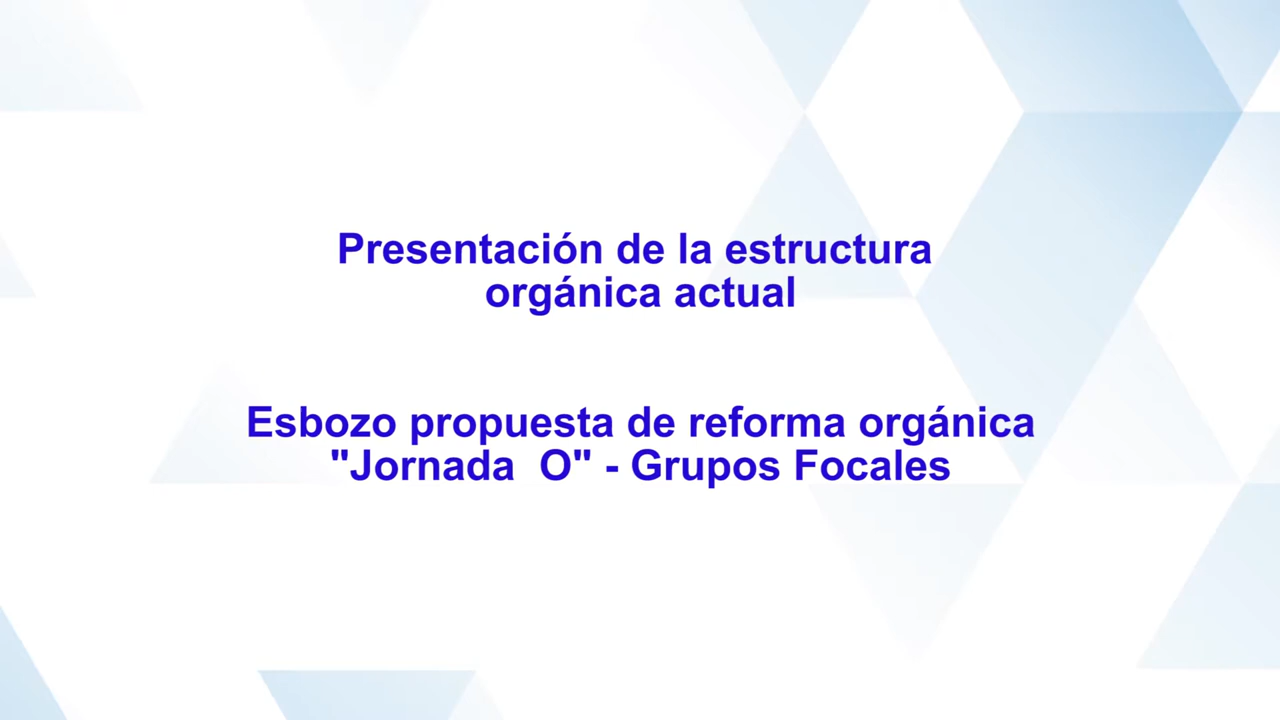 Presentación de la estructura
orgánica actual
Esbozo propuesta de reforma orgánica
"Jornada  O" - Grupos Focales